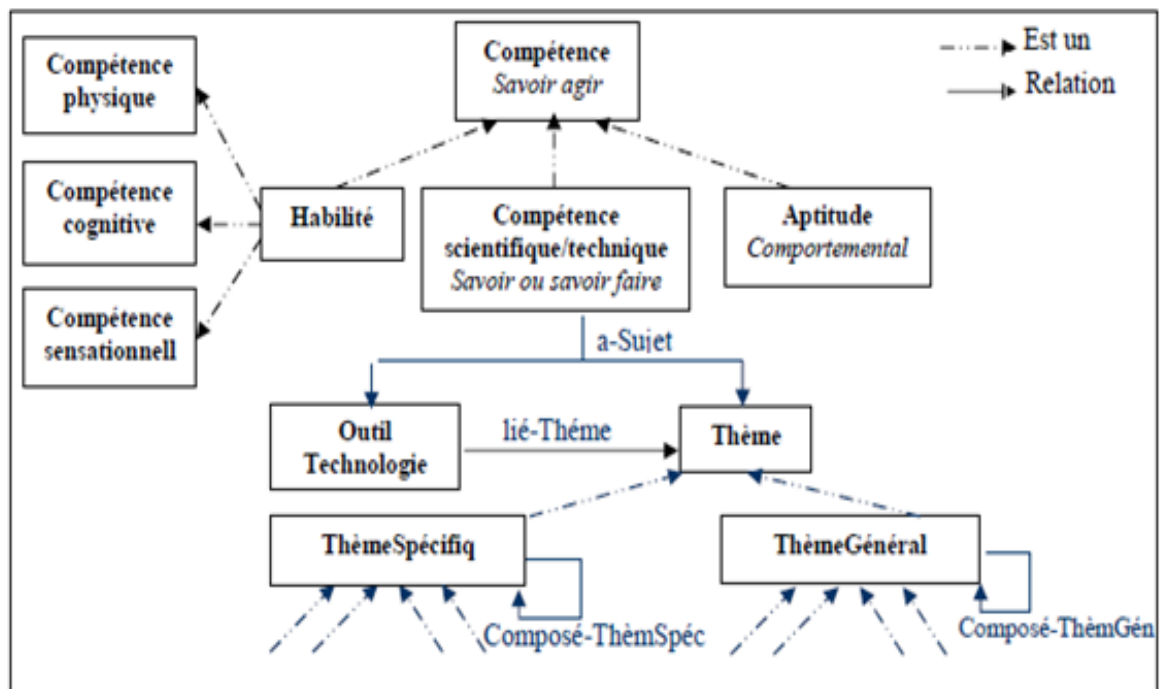 Compétence
physique
Compétence
Savoir agir
Est un
Relation
Compétence
cognitive
Habilité
Compétence
scientifique/technique
Savoir ou savoir faire
Aptitude
Comportemental
Compétence
sensationnell
a-Sujet
Outil
Technologie
lié-Théme
Thème
ThèmeSpécifiq
ThèmeGénéral
Composé-ThèmSpéc
Composé-ThèmGén